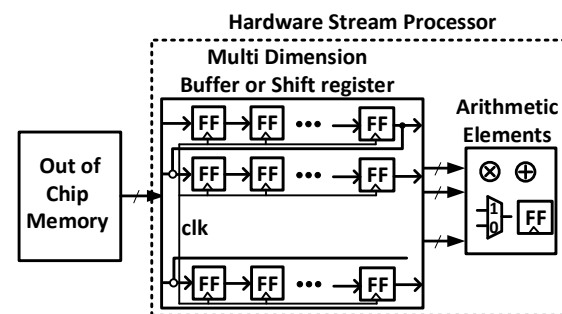 Hardware Stream Processor
Multi Dimension
Buffer or Shift register
Arithmetic
Elements
Out of
Chip
Memory
FF FF ••• FF
FF FF ••• FF
clk
FF FF ••• FF
1
0
FF